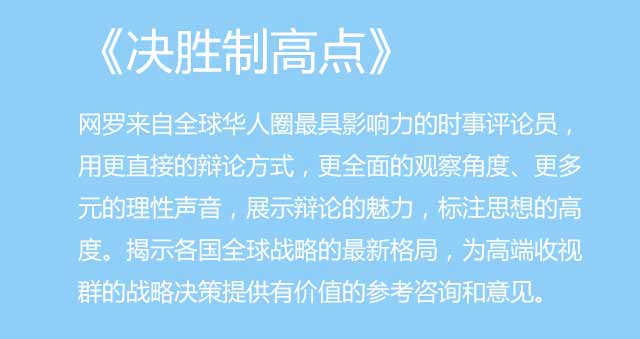 《决胜制高点》
网罗来自全球华人圈最具影响力的时事评论员，
用更直接的辩论方式，更全面的观察角度、更多
元的理性声音，展示辩论的魅力，标注思想的高
度。揭示各国全球战略的最新格局，为高端收视
群的战略决策提供有价值的参考咨询和意见。